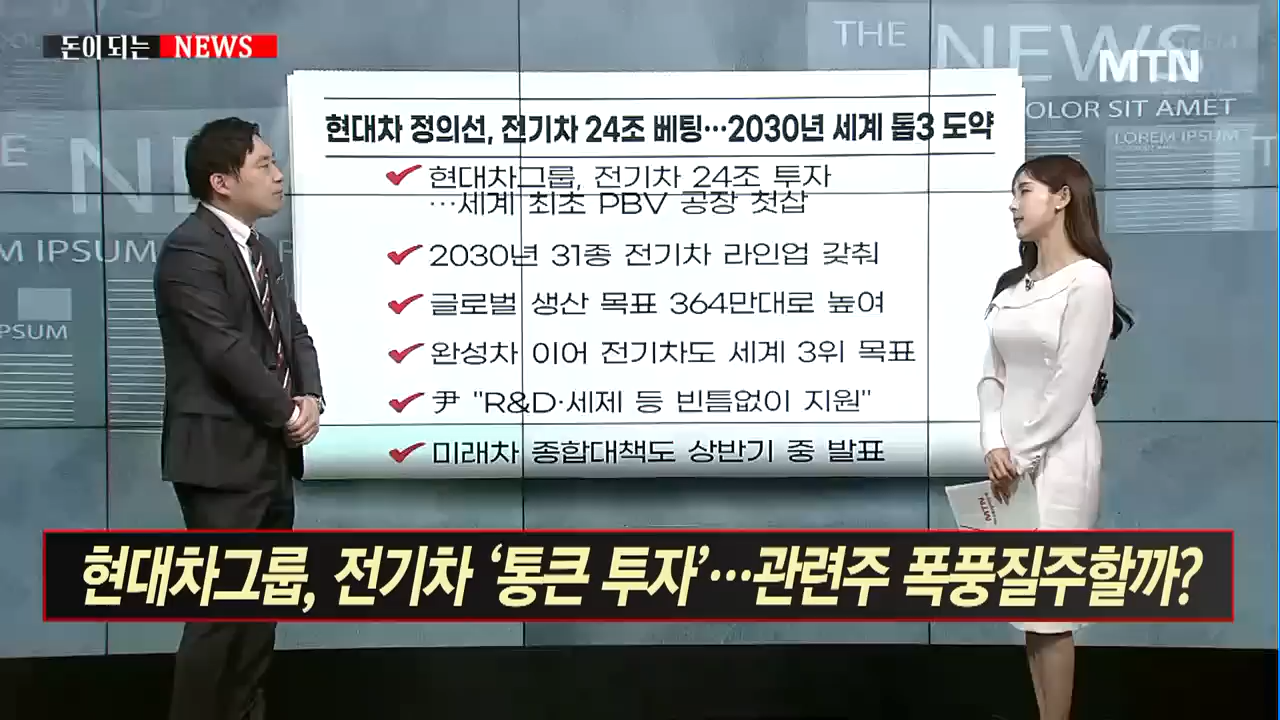 돈이 되는 NEWS
THE NEWS
MTN
DOLOR SIT AMET
LOREM IPSUM
THE NE
M IPSUM
IPSUM
현대차 정의선, 전기차 24조 베팅…2030년 세계 톱3 도약
현대차그룹, 전기차 24조 투자
…세계 최초 PBV 공장 첫삽
2030년 31종 전기차 라인업 갖춰
글로벌 생산 목표 364만대로 높여
완성차 이어 전기차도 세계 3위 목표
尹 "R&D·세제 등 빈틈없이 지원"
미래차 종합대책도 상반기 중 발표
MTN
현대차그룹, 전기차 ‘통큰 투자’…관련주 폭풍질주할까?